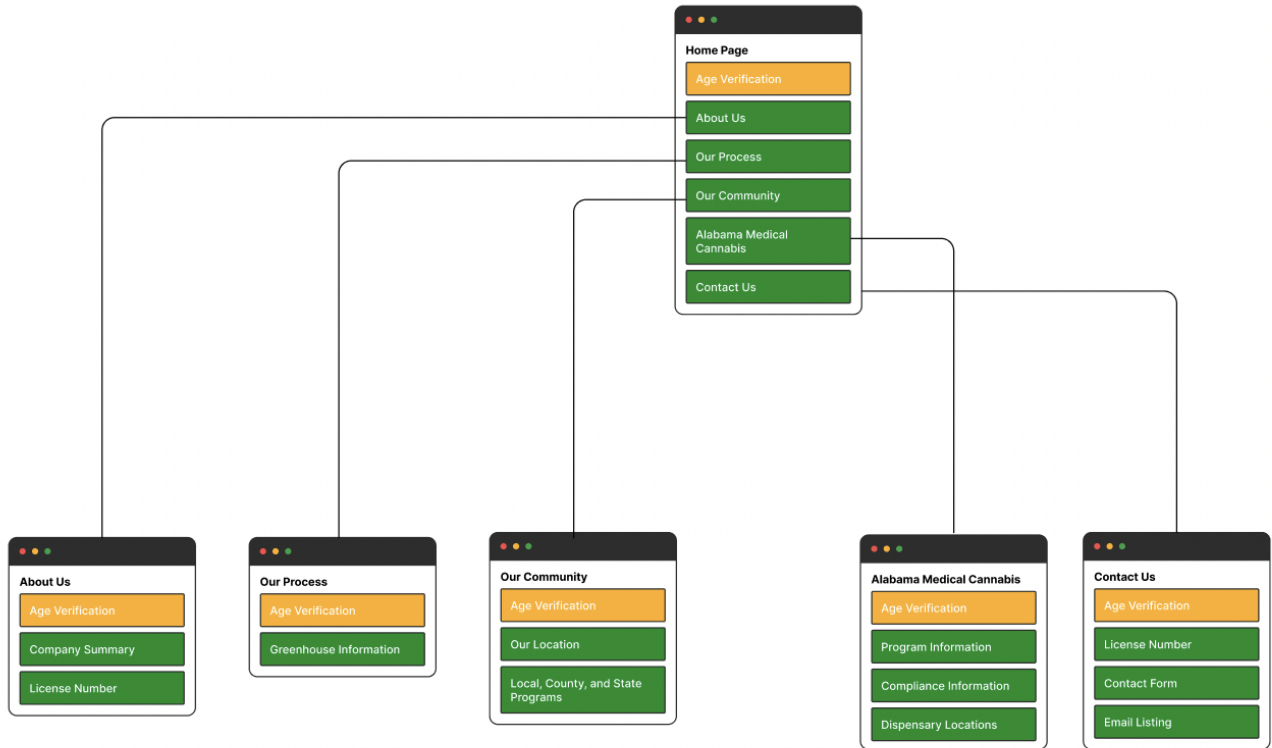 Home Page
Age Verification
About Us
Our Process
Our Community
Alabama Medical
Cannabis
Contact Us
About Us
Age Verification
Company Summary
License Number
Our Process
Age Verification
Greenhouse Information
Our Community
Age Verification
Our Location
Local, County, and State
Programs
Alabama Medical Cannabis
Age Verification
Program Information
Compliance Information
Dispensary Locations
Contact Us
Age Verification
License Number
Contact Form
Email Listing